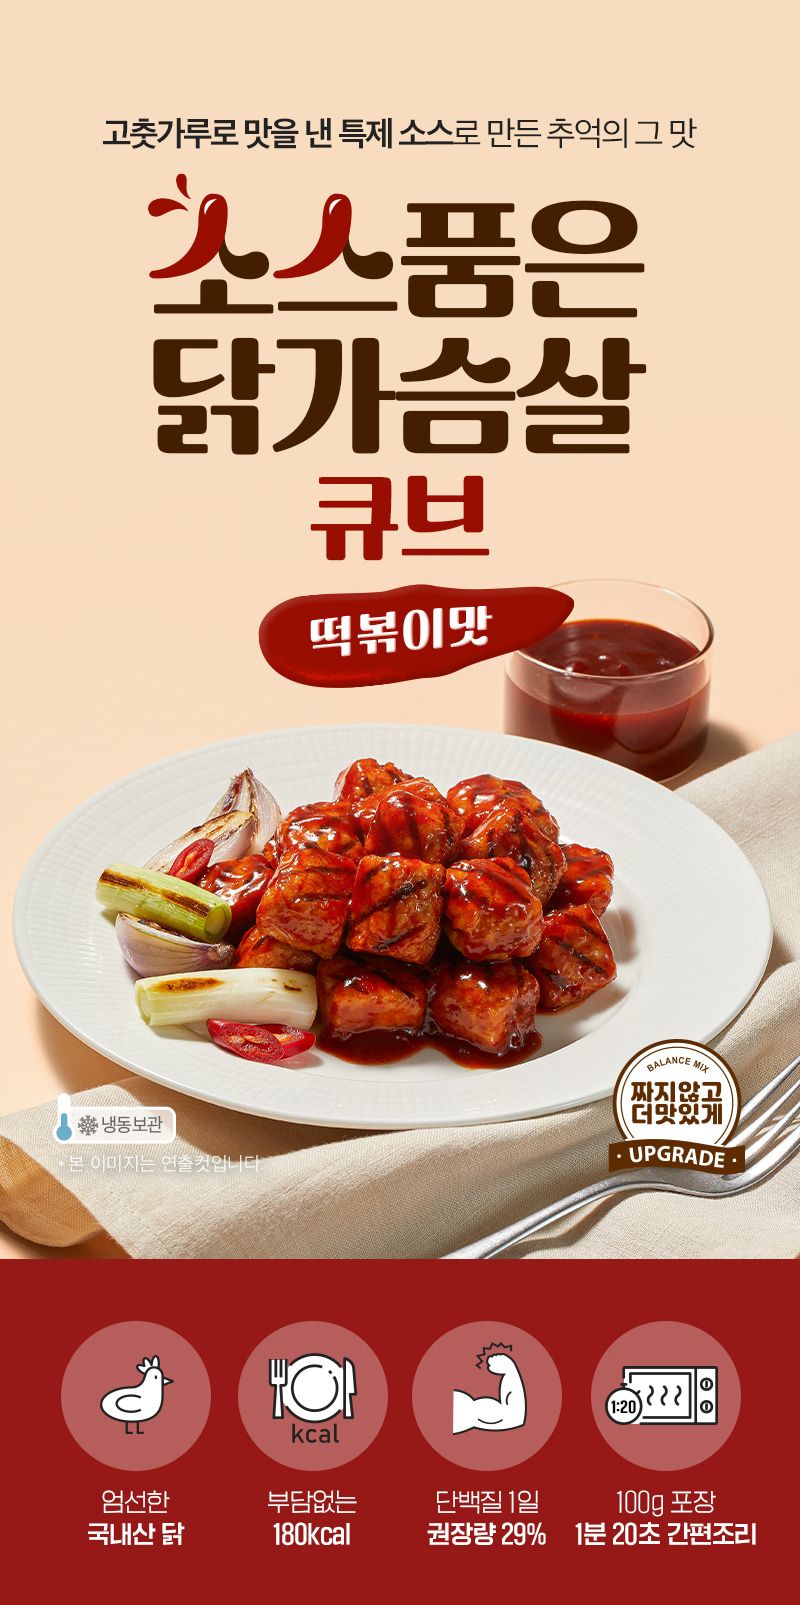 고춧가루로 맛을 낸 특제 소스로 만든 추억의 그 맛
소스품은
닭가슴살
큐브
떡볶이맛
BALANCE MIX
짜지않고
더맛있게
· UPGRADE ·
냉동보관
· 본 이미지는 연출컷입니다.
kcal
1:20
엄선한
국내산 닭
부담없는
180kcal
단백질 1일
권장량 29%
100g 포장
1분 20초 간편조리